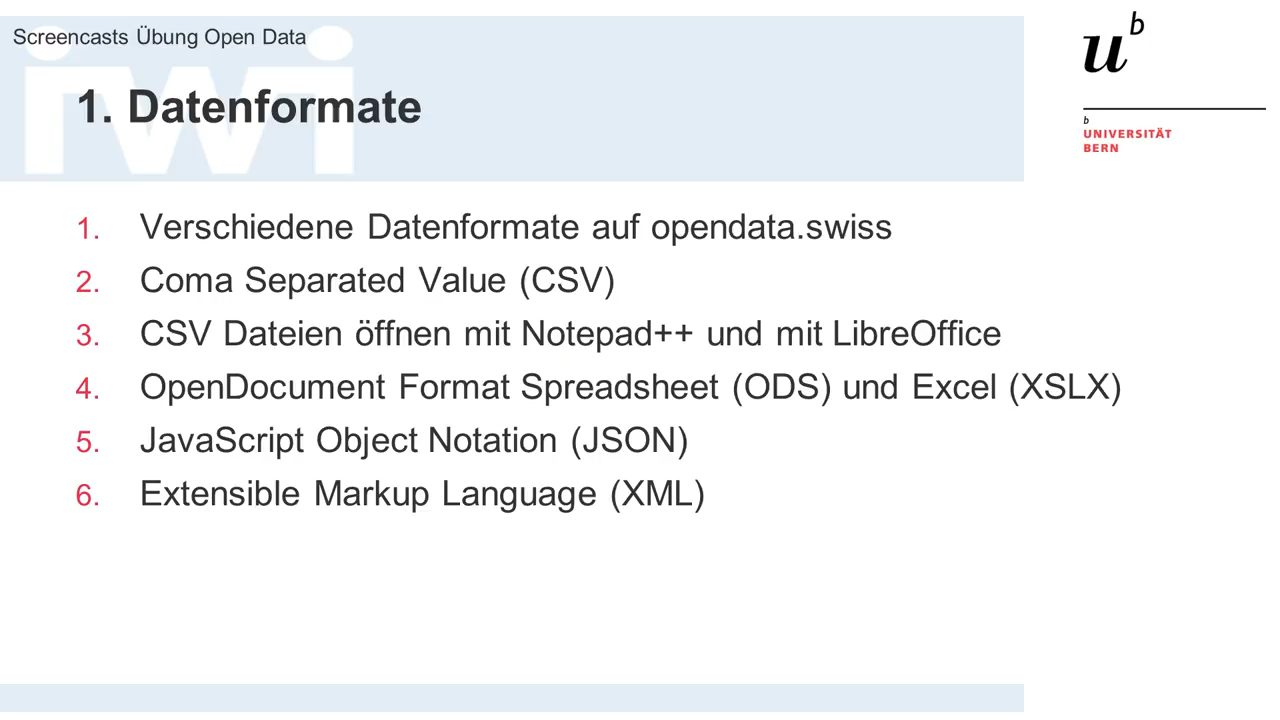 Screencasts Übung Open Data
iwi
1. Datenformate
u b
b
UNIVERSITÄT
BERN
1. Verschiedene Datenformate auf opendata.swiss
2. Coma Separated Value (CSV)
3. CSV Dateien öffnen mit Notepad++ und mit LibreOffice
4. OpenDocument Format Spreadsheet (ODS) und Excel (XSLX)
5. JavaScript Object Notation (JSON)
6. Extensible Markup Language (XML)